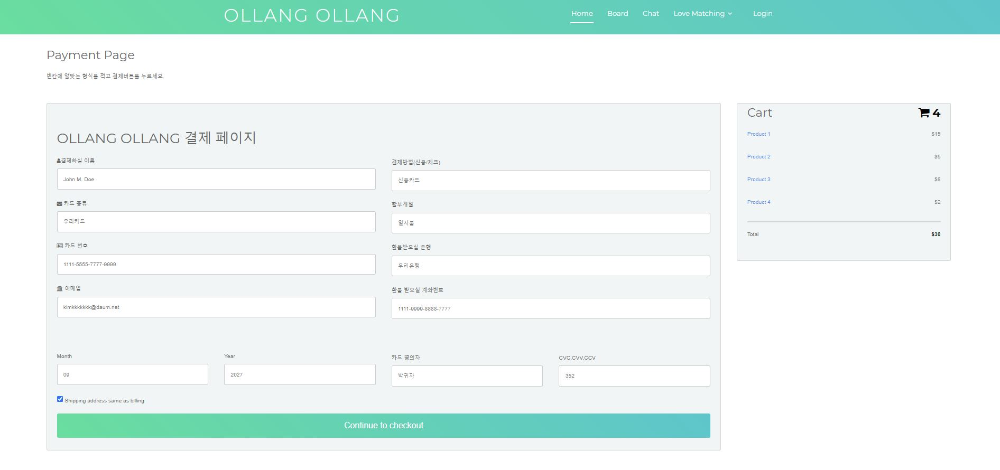 OLLANG OLLANG
Home Board Chat Love Matching Login
Payment Page
빈칸에 알맞는 형식을 적고 결제버튼을 누르세요.
OLLANG OLLANG 결제 페이지
결제하실 이름
John M. Doe
카드 종류
우리카드
카드 번호
1111-5555-7777-9999
이메일
kimkkkkkkk@daum.net
결제방법(신용/체크)
신용카드
할부개월
일시불
환불받으실 은행
우리은행
환불 받으실 계좌번호
1111-9999-8888-7777
Month
09
Year
2027
카드 명의자
박귀자
CVC,CVV,CCV
352
Shipping address same as billing
Continue to checkout
Cart 4
Product 1 $15
Product 2 $5
Product 3 $8
Product 4 $2
Total $30